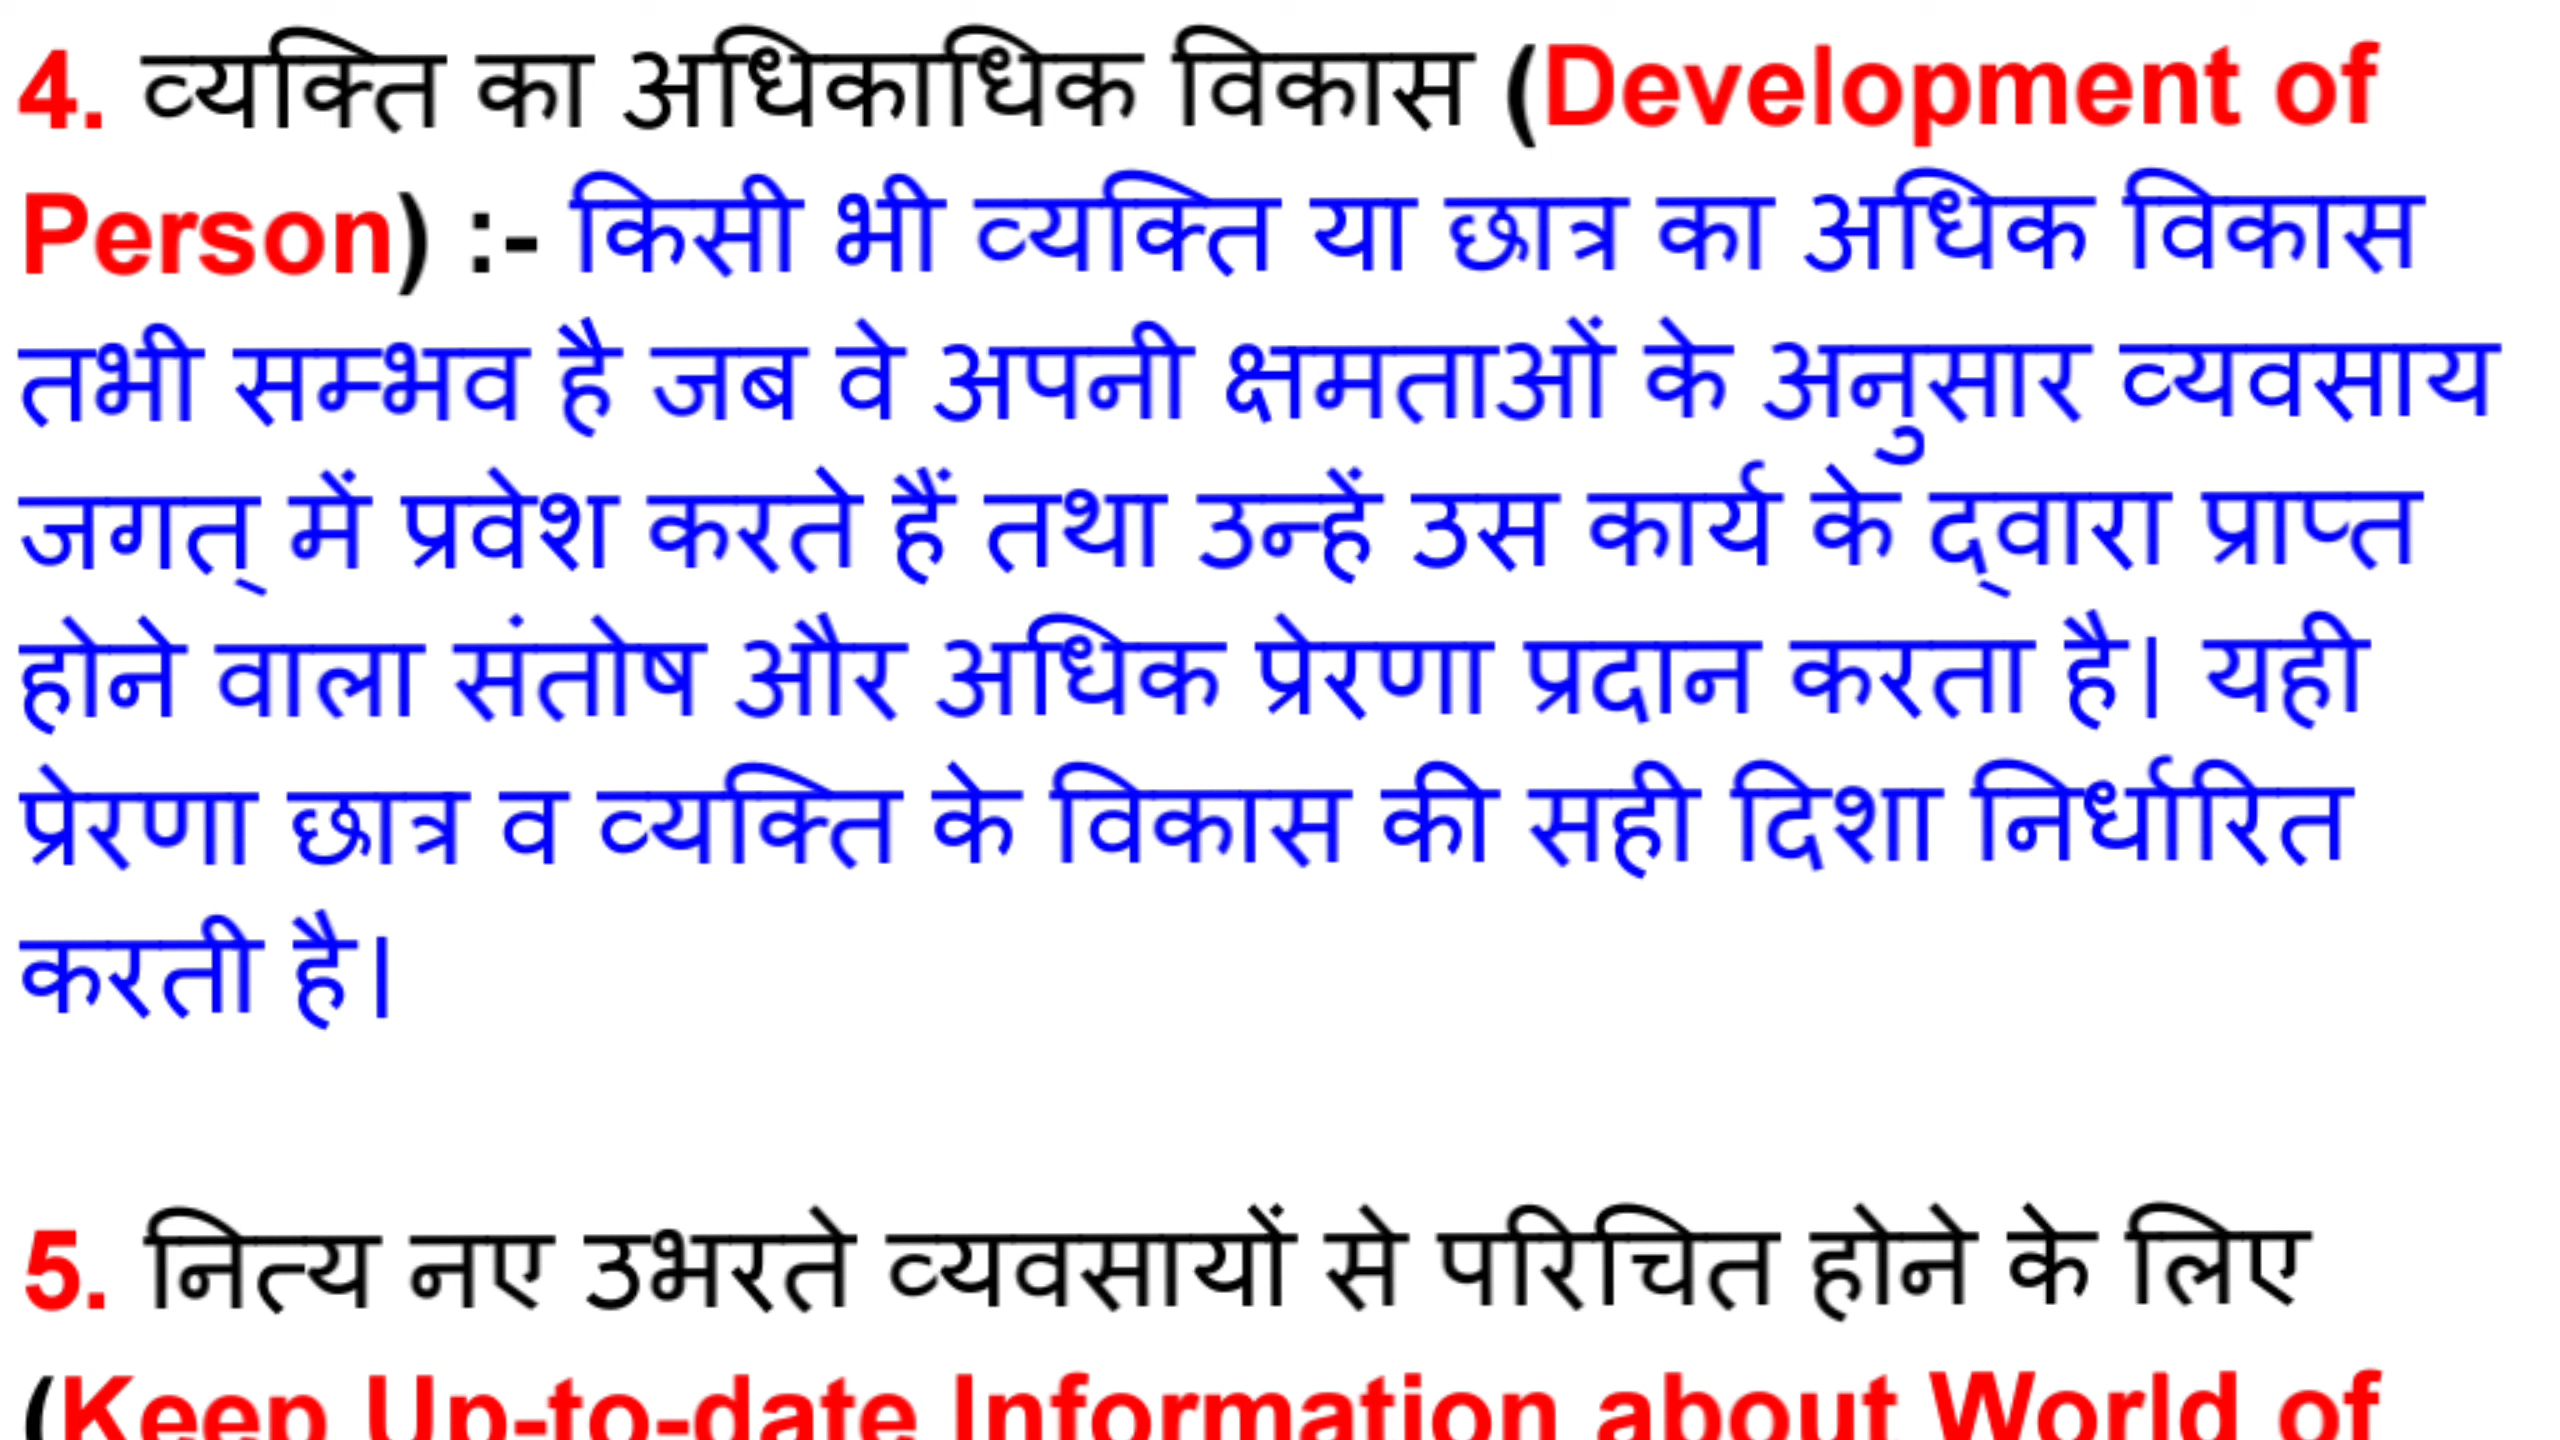 4. व्यक्ति का अधिकाधिक विकास (Development of
Person) :- किसी भी व्यक्ति या छात्र का अधिक विकास
तभी सम्भव है जब वे अपनी क्षमताओं के अनुसार व्यवसाय
जगत् में प्रवेश करते हैं तथा उन्हें उस कार्य के द्वारा प्राप्त
होने वाला संतोष और अधिक प्रेरणा प्रदान करता है। यही
प्रेरणा छात्र व व्यक्ति के विकास की सही दिशा निर्धारित
करती है।
5. नित्य नए उभरते व्यवसायों से परिचित होने के लिए
(Keep Up-to-date Information about World of